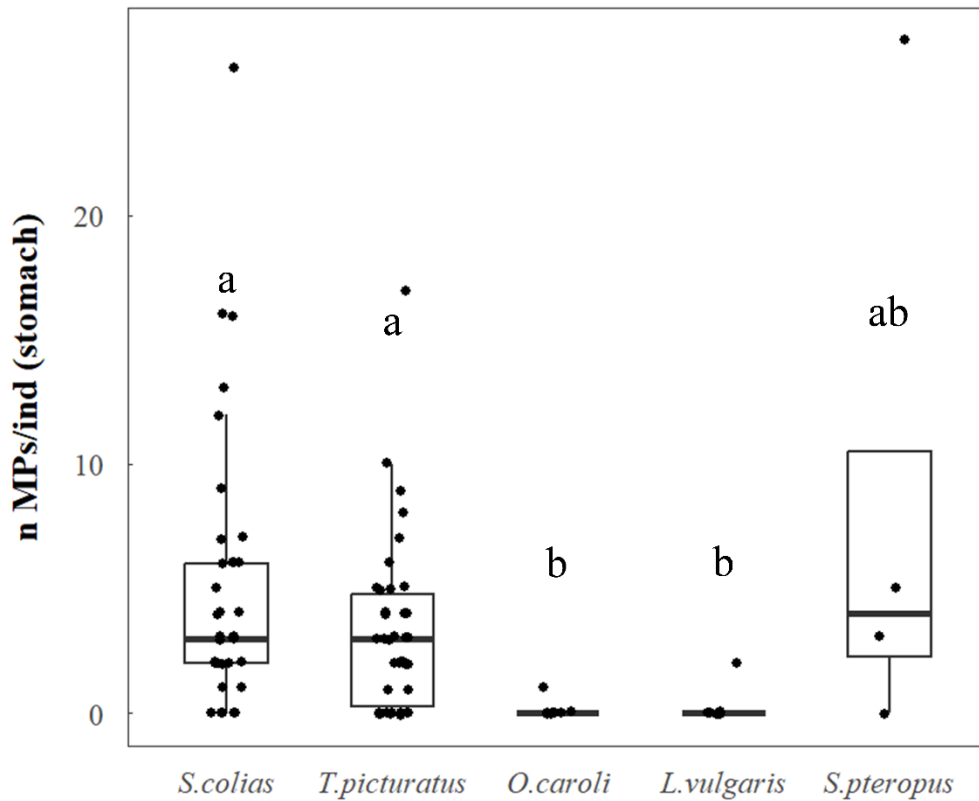 n MPs/ind (stomach)
20
10
0
a
a
b
b
ab
S.colias T.picturatus O.caroli L.vulgaris S.pteropus